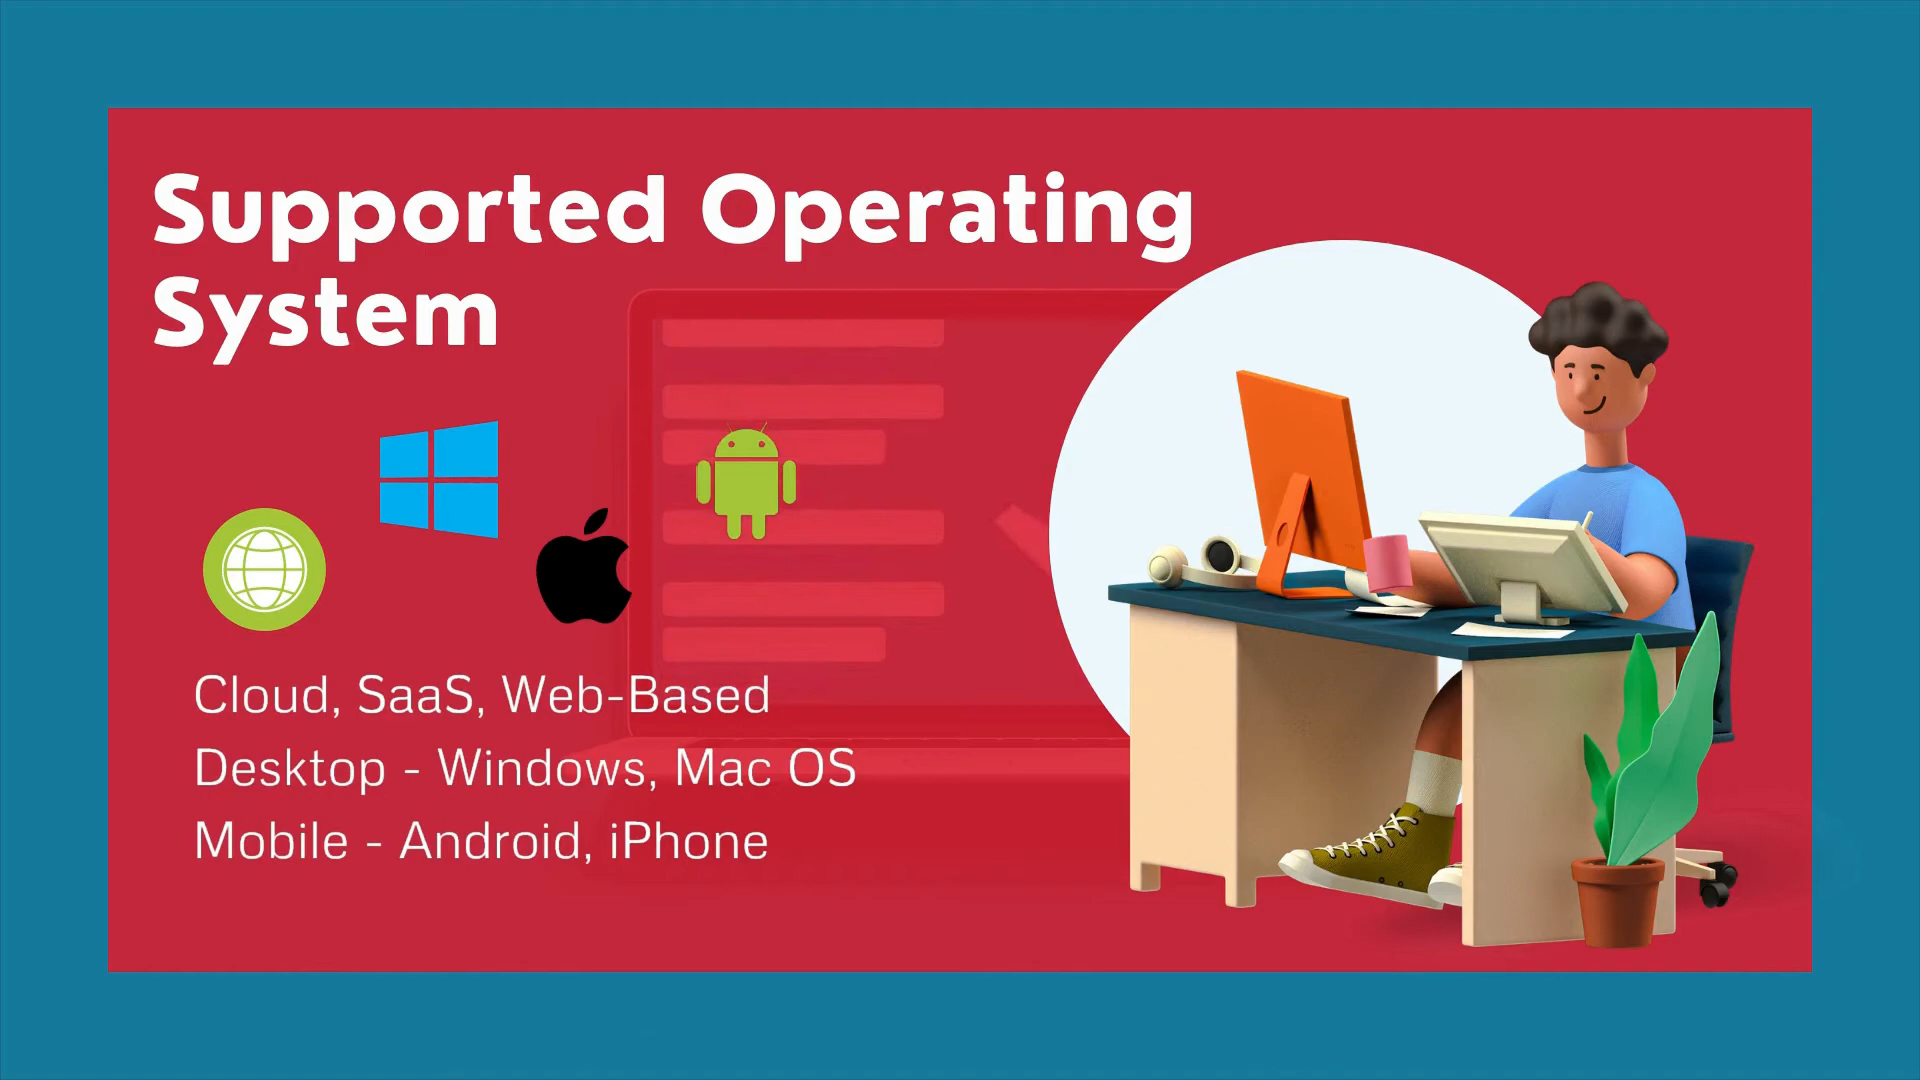 Supported Operating
System
Cloud, SaaS, Web-Based
Desktop - Windows, Mac OS
Mobile - Android, iPhone